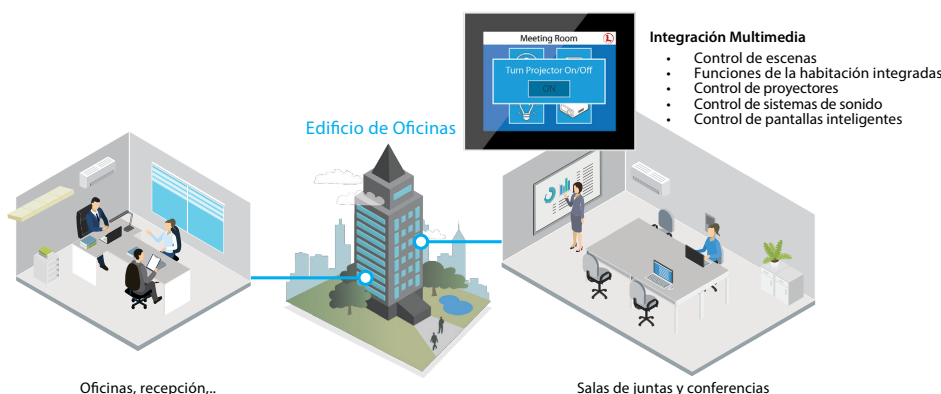 Meeting Room
Turn Projector On/Off
ON
Integración Multimedia
• Control de escenas
• Funciones de la habitación integradas
• Control de proyectores
• Control de sistemas de sonido
• Control de pantallas inteligentes
Edificio de Oficinas
Oficinas, recepción,..
Salas de juntas y conferencias